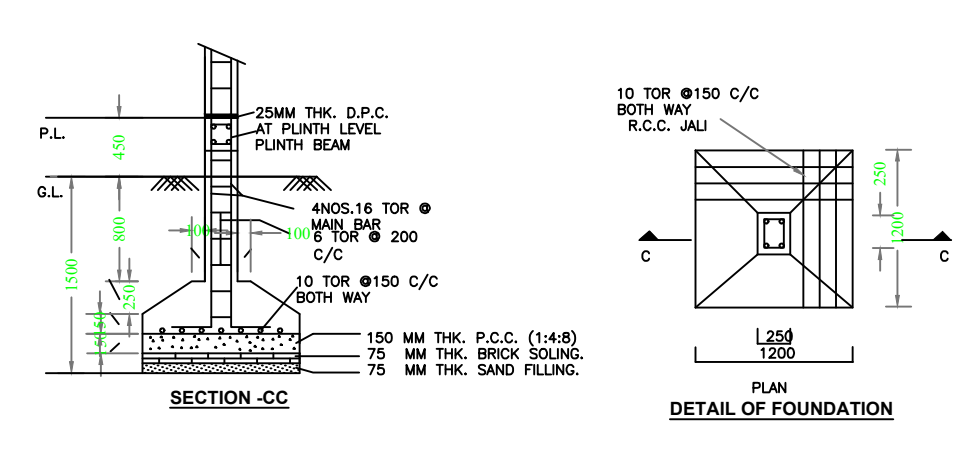 25MM THK. D.P.C.
AT PLINTH LEVEL
PLINTH BEAM
P.L.
450
G.L.
4NOS.16 TOR @
MAIN BAR
6 TOR @ 200
C/C
100
100
800
1500
250
10 TOR @150 C/C
BOTH WAY
150
150
150 MM THK. P.C.C. (1:4:8)
75 MM THK. BRICK SOLING.
75 MM THK. SAND FILLING.
SECTION -CC
10 TOR @150 C/C
BOTH WAY
R.C.C. JALI
250
1200
C
C
250
1200
PLAN
DETAIL OF FOUNDATION